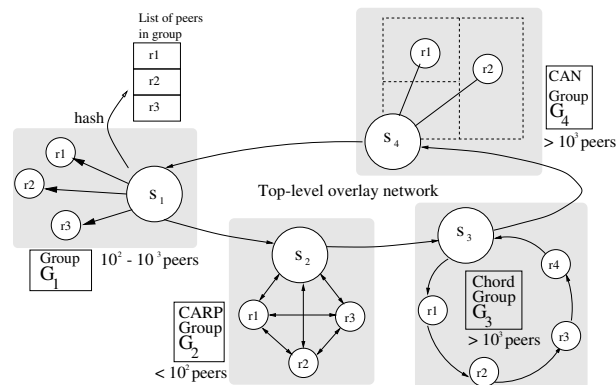 List of peers
in group
r1
r2
r3
hash
r1
r2
r3
S1
Group
G1
10² - 10³ peers
Top-level overlay network
r1
r2
S4
CAN
Group
G4
> 10³ peers
S2
r1
r3
r2
CARP
Group
G2
< 10² peers
S3
r4
r1
r3
r2
Chord
Group
G3
> 10³ peers